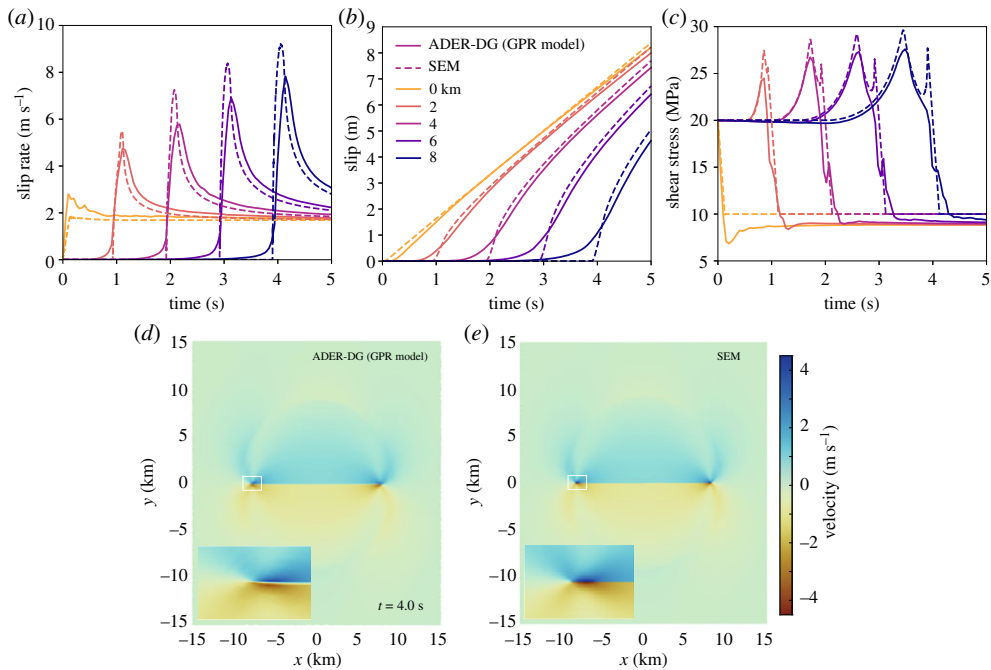 (a)
(b)
(c)
10
8
6
4
2
0
slip rate (m s⁻¹)
0 1 2 3 4 5
time (s)
9
8
7
6
5
4
3
2
1
0
slip (m)
ADER-DG (GPR model)
SEM
0 km
2
4
6
8
0 1 2 3 4 5
time (s)
30
25
20
15
10
5
shear stress (MPa)
0 1 2 3 4 5
time (s)
(d)
(e)
15
10
5
0
−5
−10
−15
y (km)
ADER-DG (GPR model)
t = 4.0 s
−15 −10 −5 0 5 10 15
x (km)
15
10
5
0
−5
−10
−15
y (km)
SEM
−15 −10 −5 0 5 10 15
x (km)
4
2
0
−2
−4
velocity (m s⁻¹)